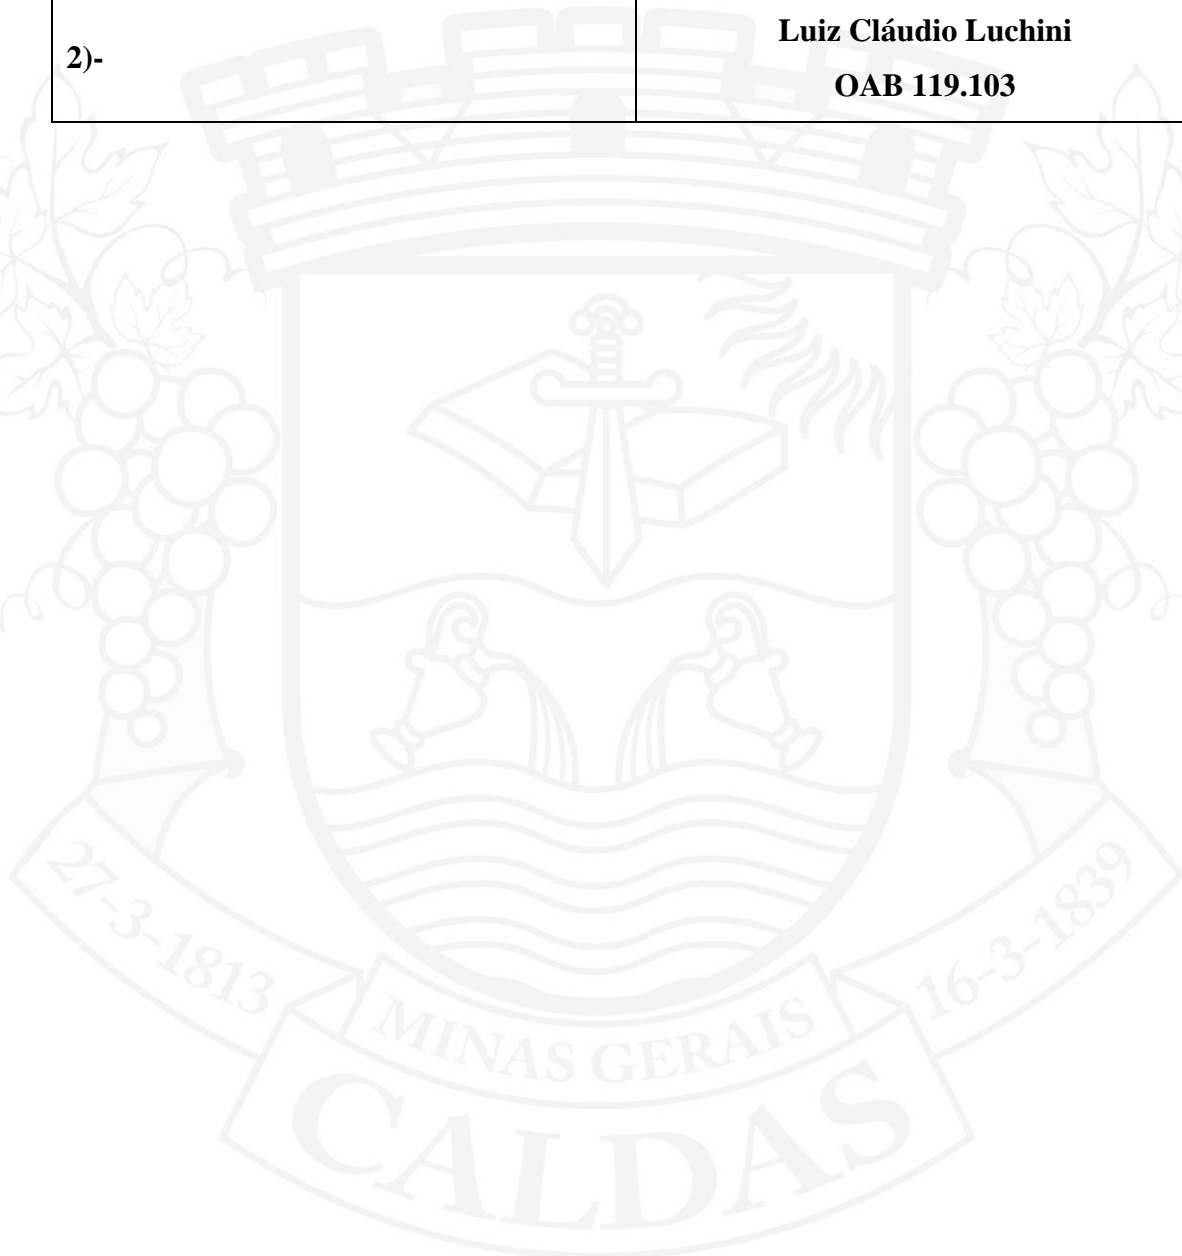 2)-
Luiz Cláudio Luchini
OAB 119.103
27-3-1813
16-3-1839
MINAS GERAIS
CALDAS